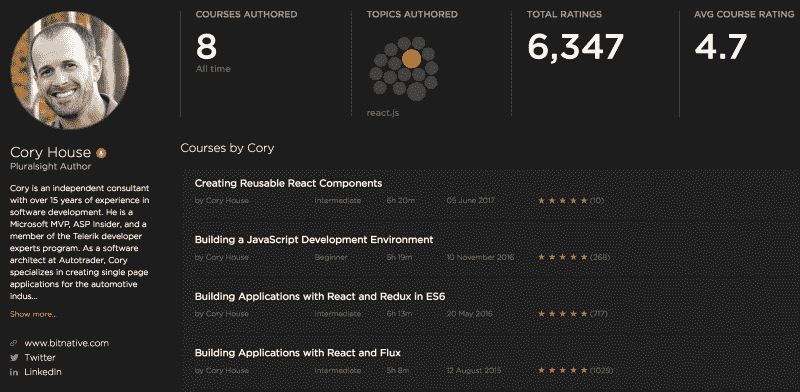 COURSES AUTHORED
8
All time
TOPICS AUTHORED
react.js
TOTAL RATINGS
6,347
AVG COURSE RATING
4.7
Cory House
Pluralsight Author
Cory is an independent consultant
with over 15 years of experience in
software development. He is a
Microsoft MVP, ASP Insider, and a
member of the Telerik developer
experts program. As a software
architect at Autotrader, Cory
specializes in creating single page
applications for the automotive
indus...
Show more...
www.bitnative.com
Twitter
LinkedIn
Courses by Cory
Creating Reusable React Components
by Cory House Intermediate 6h 20m 05 June 2017 (10)
Building a JavaScript Development Environment
by Cory House Beginner 5h 19m 10 November 2016 (268)
Building Applications with React and Redux in ES6
by Cory House Intermediate 6h 13m 20 May 2016 (717)
Building Applications with React and Flux
by Cory House Intermediate 5h 8m 12 August 2015 (1029)